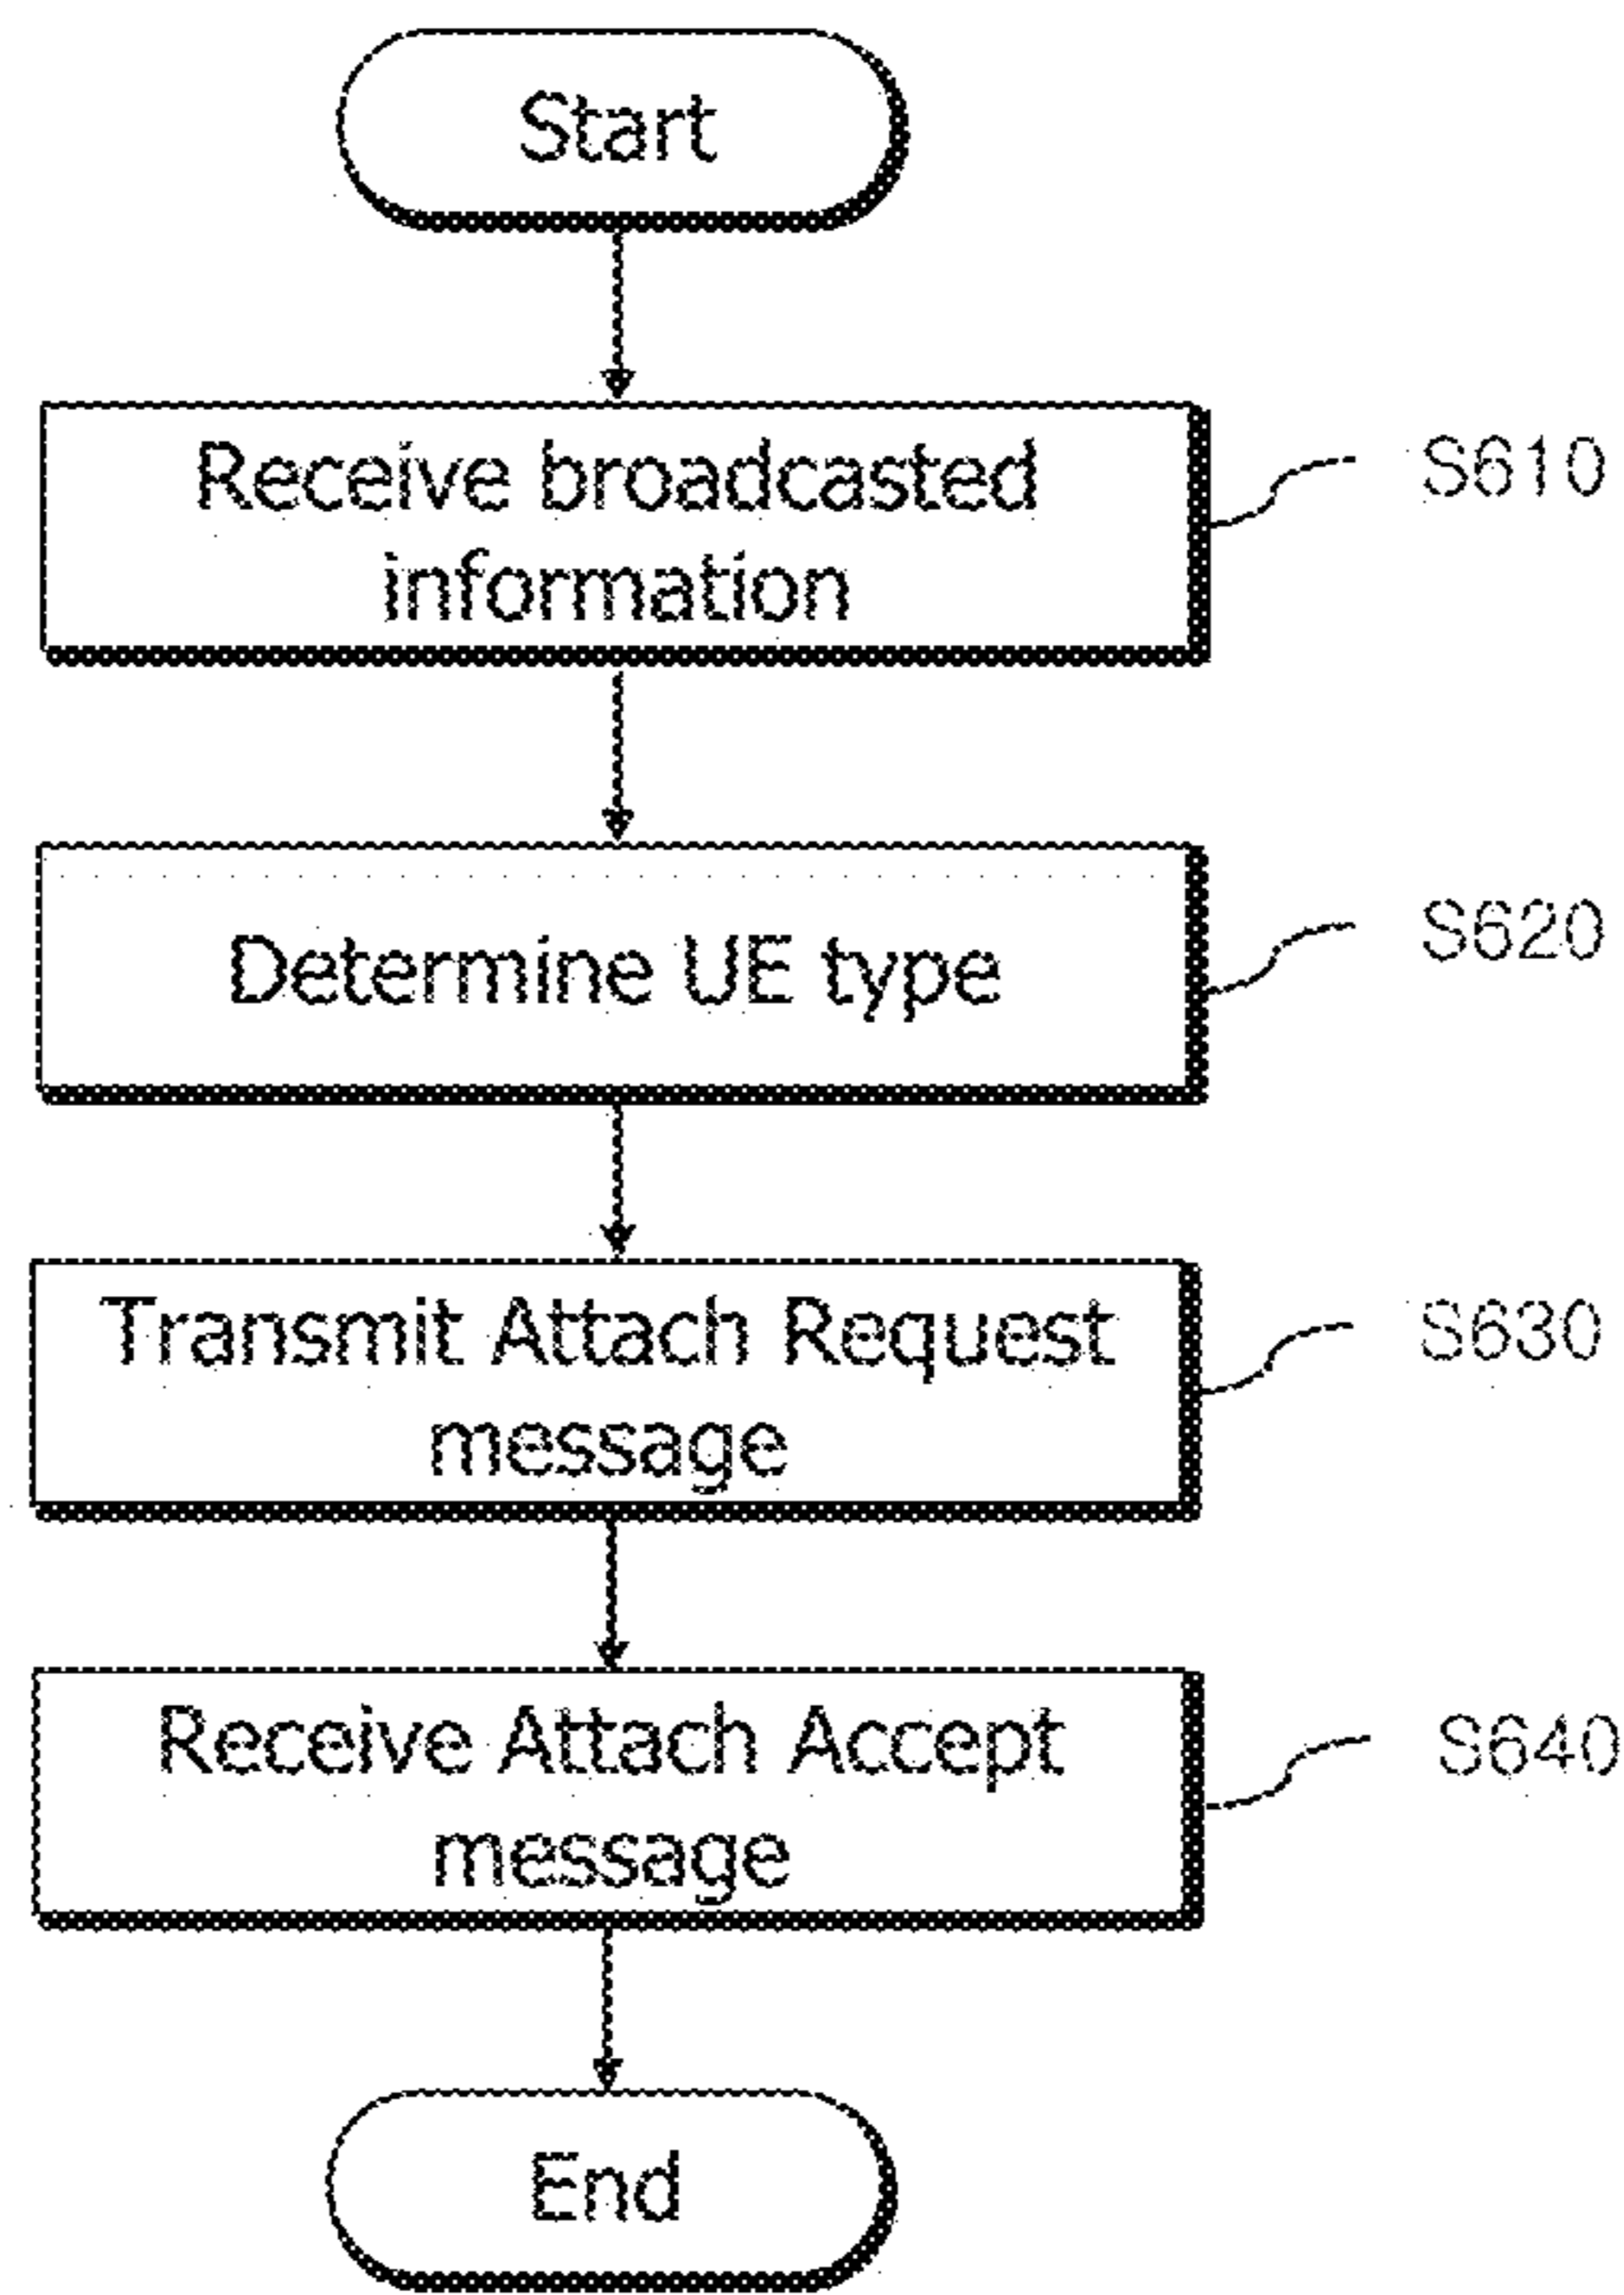 Start
Receive broadcasted
information
S610
Determine UE type
S620
Transmit Attach Request
message
S630
Receive Attach Accept
message
S640
End